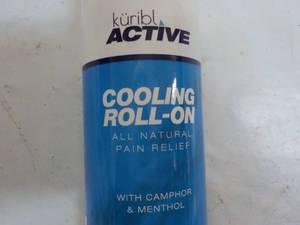 küribl
ACTIVE
COOLING
ROLL-ON
ALL NATURAL
PAIN RELIEF
WITH CAMPHOR
& MENTHOL